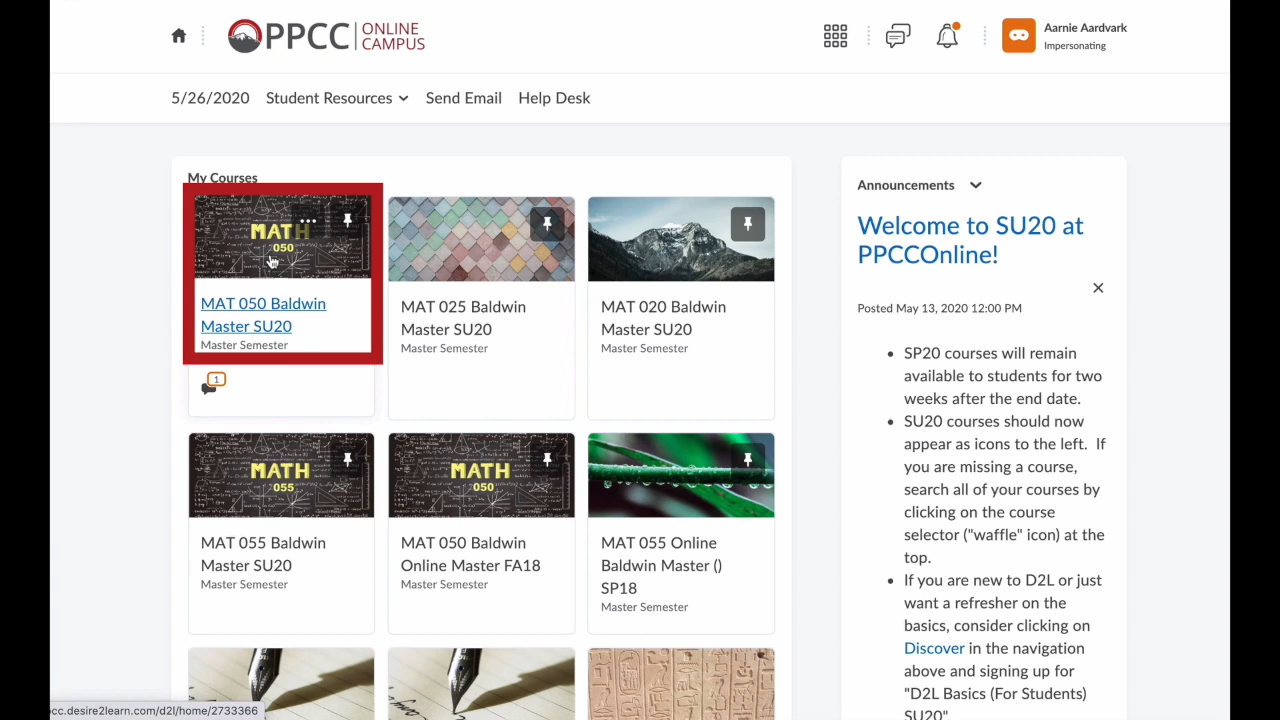 PPCC
ONLINE
CAMPUS
Aarnie Aardvark
Impersonating
5/26/2020 Student Resources Send Email Help Desk
My Courses
MATH
050
MAT 050 Baldwin
Master SU20
Master Semester
1
MAT 025 Baldwin
Master SU20
Master Semester
MAT 020 Baldwin
Master SU20
Master Semester
MATH
055
MAT 055 Baldwin
Master SU20
Master Semester
MATH
050
MAT 050 Baldwin
Online Master FA18
Master Semester
MAT 055 Online
Baldwin Master ()
SP18
Master Semester
Announcements
Welcome to SU20 at
PPCCOnline!
Posted May 13, 2020 12:00 PM
• SP20 courses will remain
available to students for two
weeks after the end date.
• SU20 courses should now
appear as icons to the left. If
you are missing a course,
search all of your courses by
clicking on the course
selector ("waffle" icon) at the
top.
• If you are new to D2L or just
want a refresher on the
basics, consider clicking on
Discover in the navigation
above and signing up for
"D2L Basics (For Students)
SU20"
pcc.desire2learn.com/d2l/home/2733366